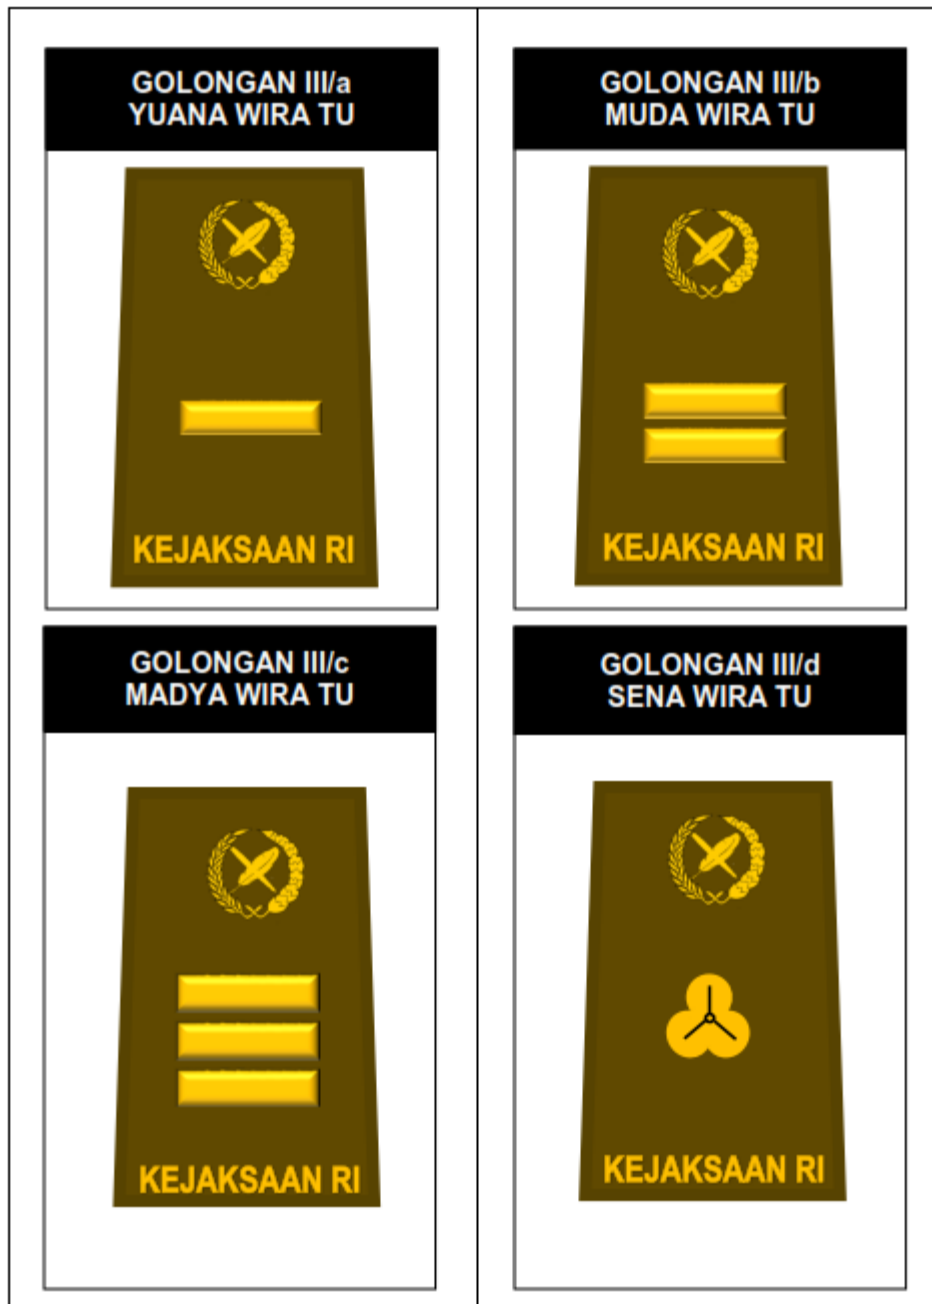 GOLONGAN III/a
YUANA WIRA TU
KEJAKSAAN RI
GOLONGAN III/b
MUDA WIRA TU
KEJAKSAAN RI
GOLONGAN III/c
MADYA WIRA TU
KEJAKSAAN RI
GOLONGAN III/d
SENA WIRA TU
KEJAKSAAN RI